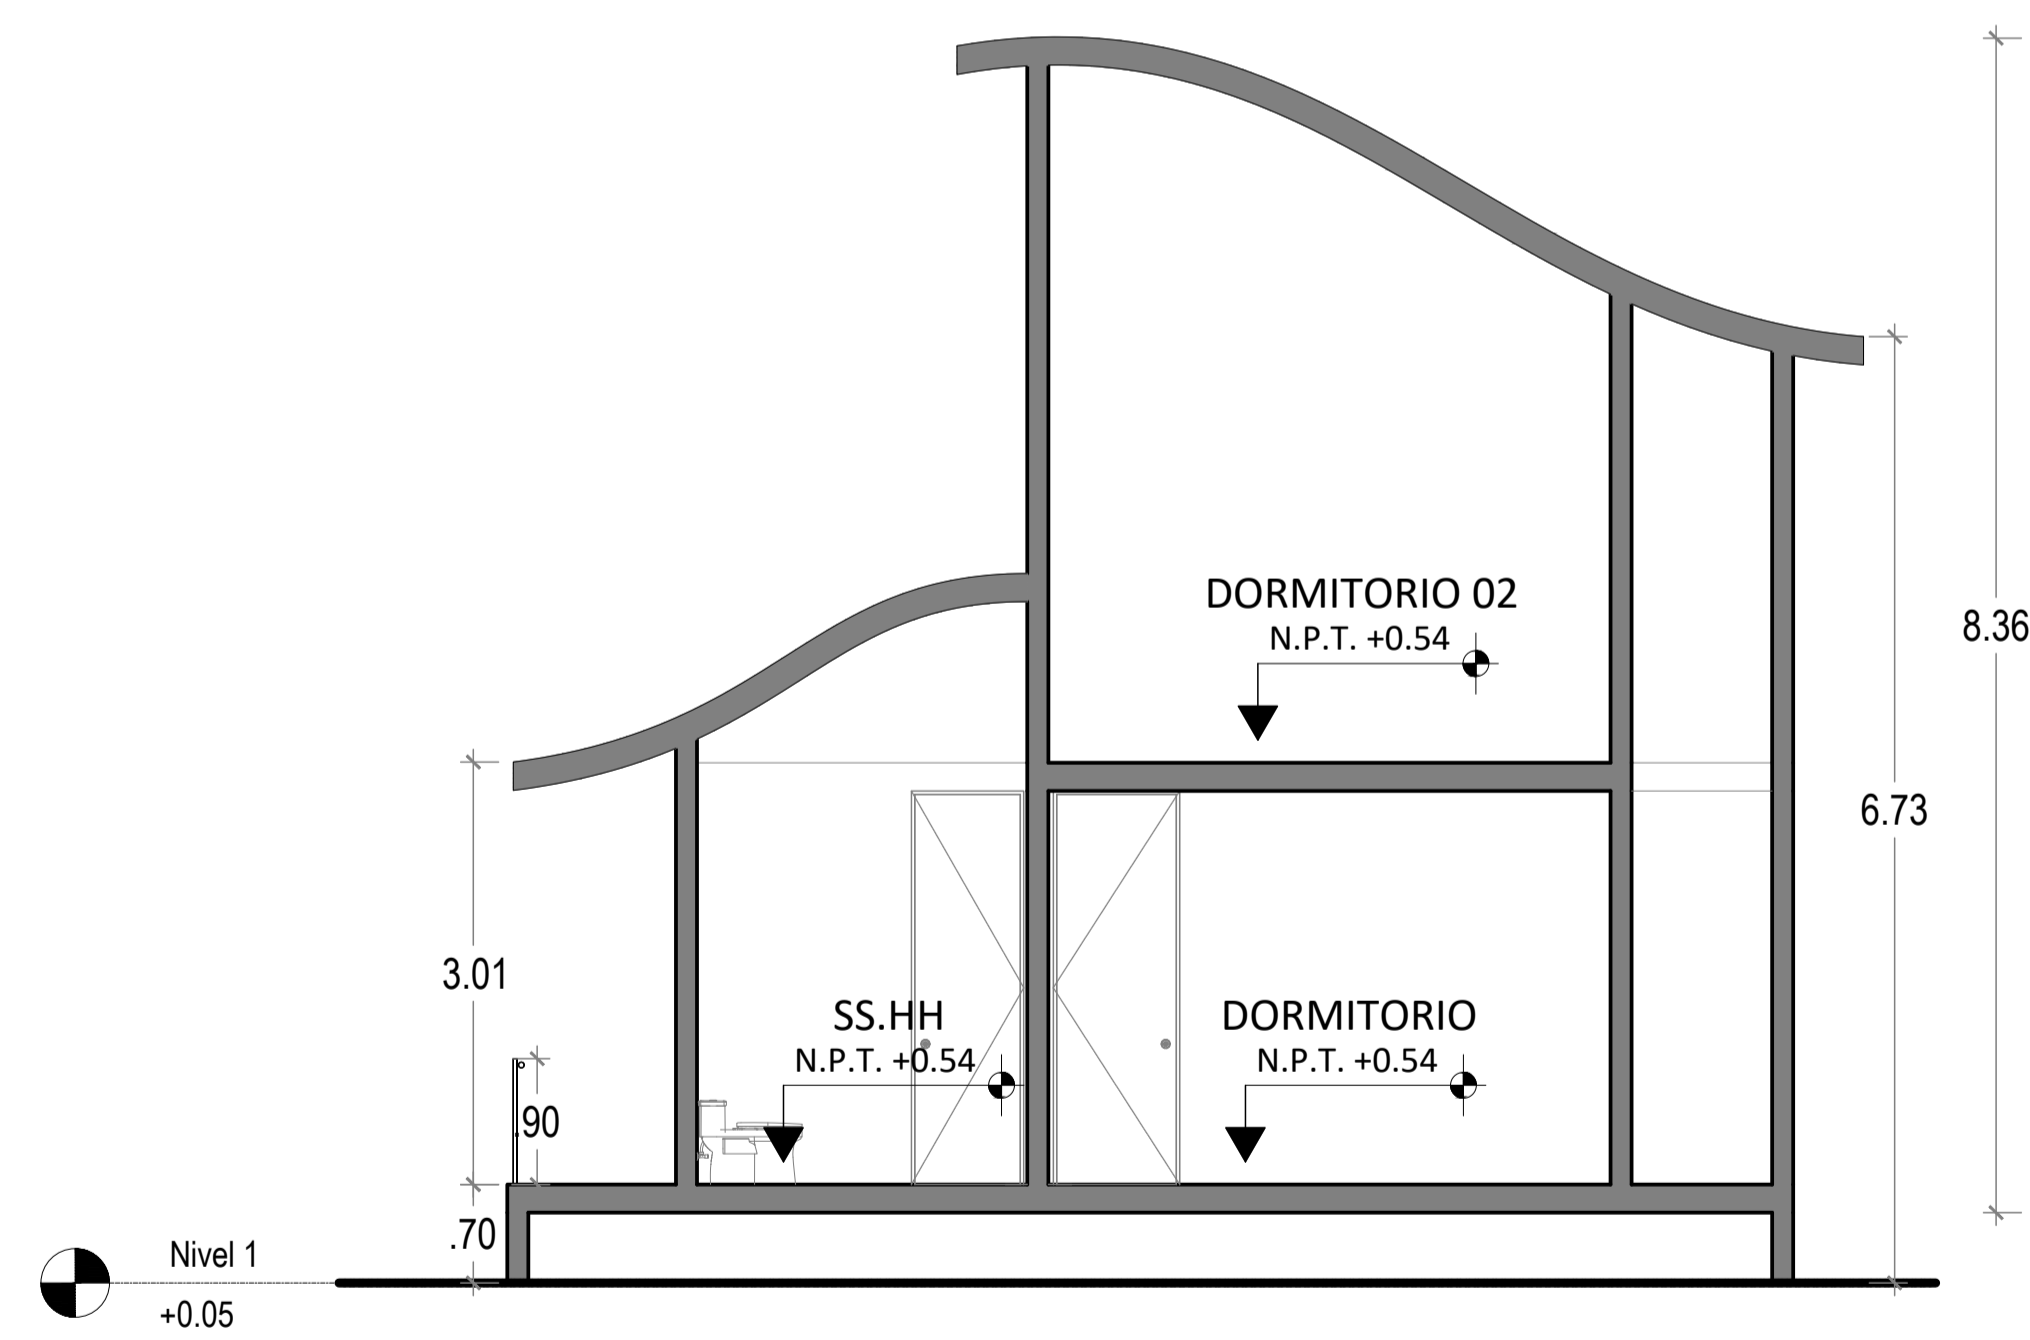 DORMITORIO 02
N.P.T. +0.54
8.36
6.73
3.01
SS.HH
N.P.T. +0.54
DORMITORIO
N.P.T. +0.54
.90
.70
Nivel 1
+0.05